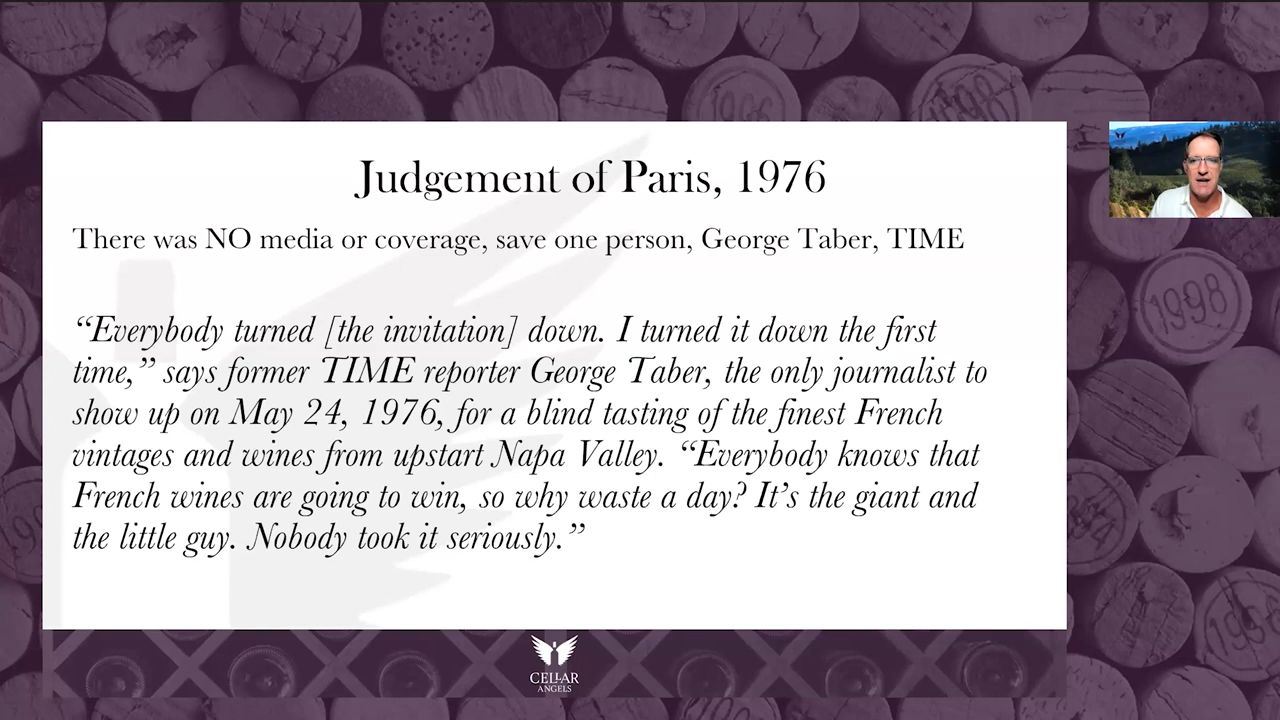 Judgement of Paris, 1976
There was NO media or coverage, save one person, George Taber, TIME
“Everybody turned [the invitation] down. I turned it down the first
time,” says former TIME reporter George Taber, the only journalist to
show up on May 24, 1976, for a blind tasting of the finest French
vintages and wines from upstart Napa Valley. “Everybody knows that
French wines are going to win, so why waste a day? It’s the giant and
the little guy. Nobody took it seriously.”
CELLAR
ANGELS
1998